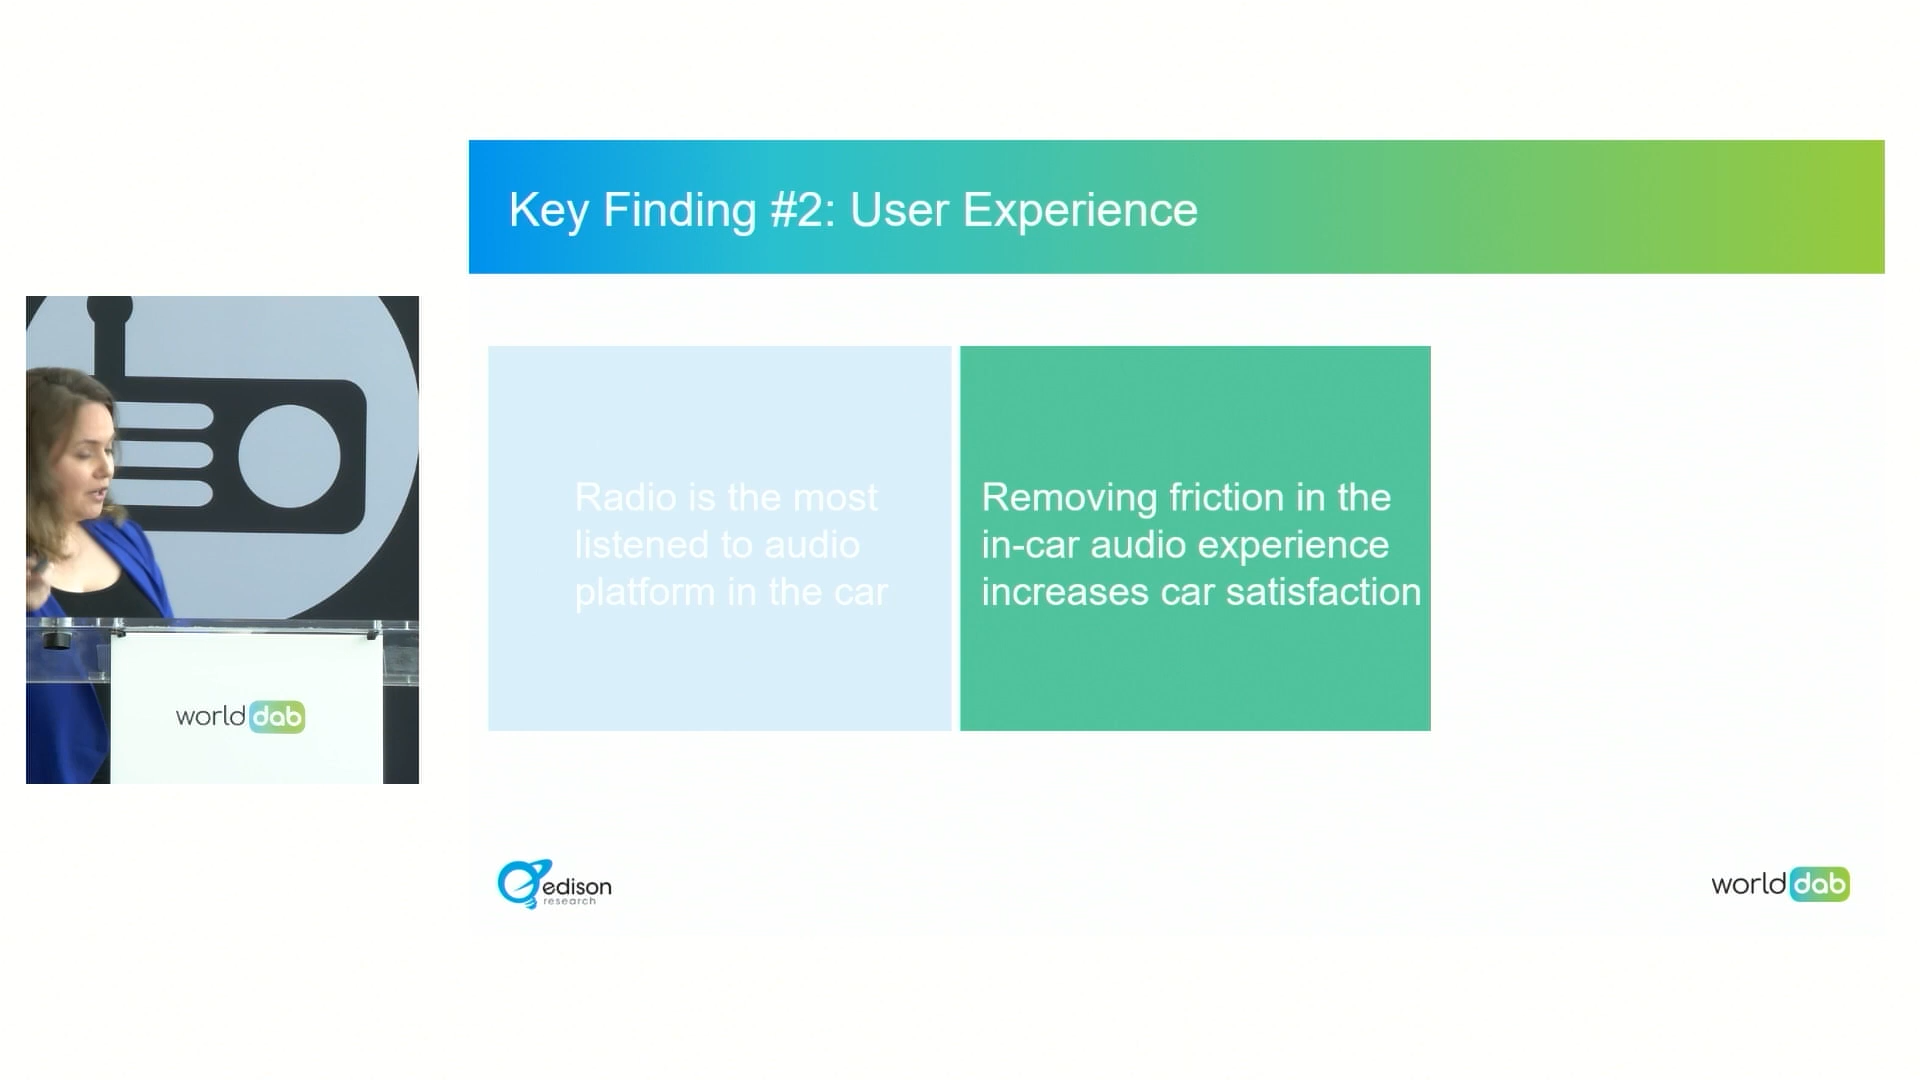 Key Finding #2: User Experience
Radio is the most
listened to audio
platform in the car
Removing friction in the
in-car audio experience
increases car satisfaction
world dab
edison
research
world dab